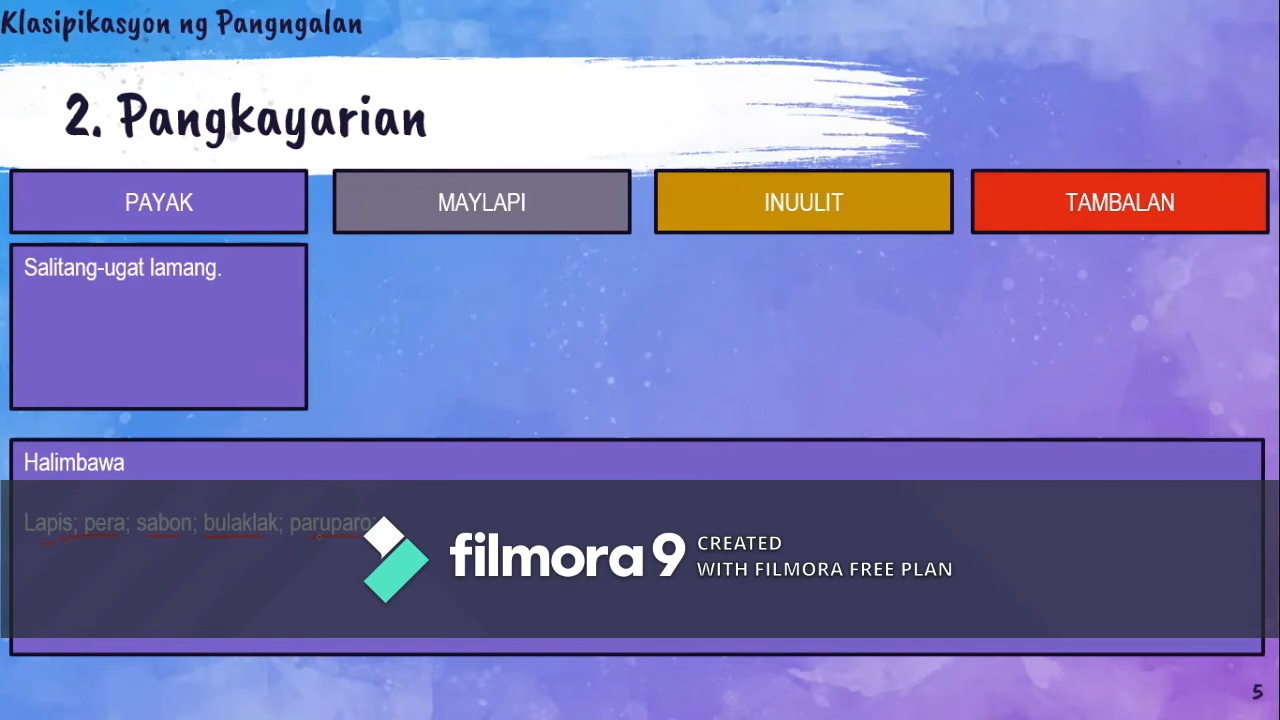 Klasipikasyon ng Pangngalan
2. Pangkayarian
PAYAK
MAYLAPI
INUULIT
TAMBALAN
Salitang-ugat lamang.
Halimbawa
Lapis; pera; sabon; bulaklak; paruparo;
filmora 9
CREATED
WITH FILMORA FREE PLAN
5